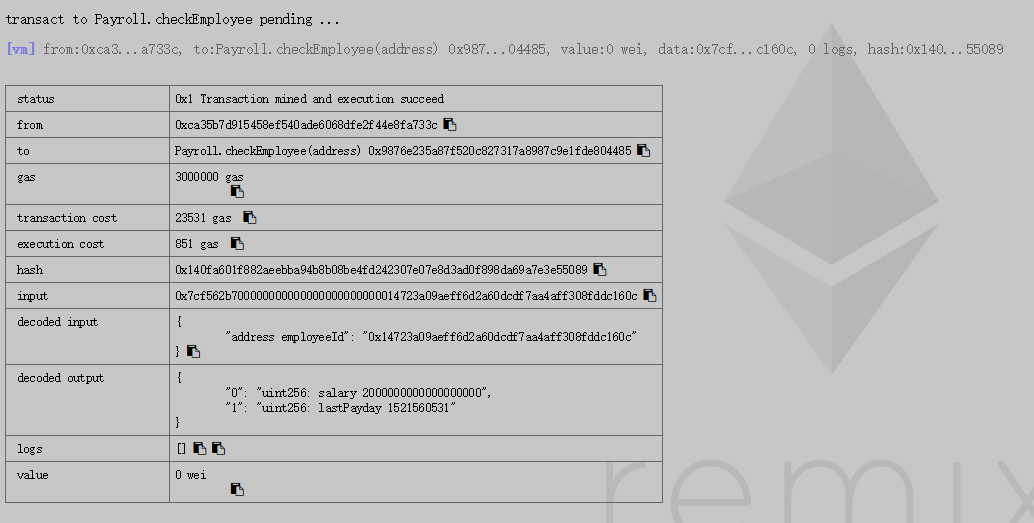 transact to Payroll.checkEmployee pending ...
[vm] from:0xca3...a733c, to:Payroll.checkEmployee(address) 0x987...04485, value:0 wei, data:0x7cf...c160c, 0 logs, hash:0x140...55089
status 0x1 Transaction mined and execution succeed
from 0xca35b7d915458ef540ade6068dfe2f44e8fa733c
to Payroll.checkEmployee(address) 0x9876e235a87f520c827317a8987c9e1fde804485
gas 3000000 gas
transaction cost 23531 gas
execution cost 851 gas
hash 0x140fa601f882aeebba94b8b08be4fd242307e07e8d3ad0f898da69a7e3e55089
input 0x7cf562b700000000000000000000000014723a09aeff6d2a60dcdf7aa4aff308fddc160c
decoded input {
"address employeeId": "0x14723a09aeff6d2a60dcdf7aa4aff308fddc160c"
}
decoded output {
"0": "uint256: salary 2000000000000000000",
"1": "uint256: lastPayday 1521560531"
}
logs []
value 0 wei
remix